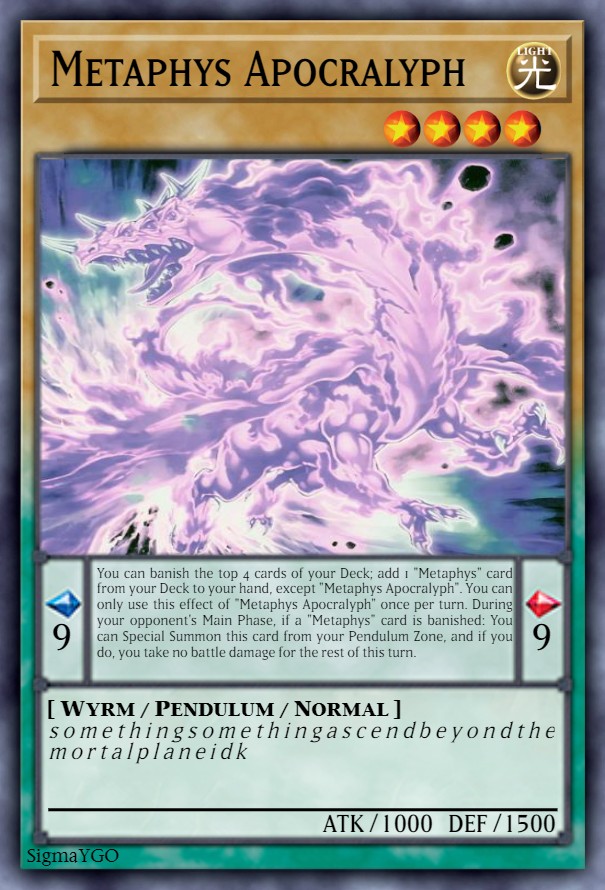 Metaphys Apocralyph
LIGHT
光
You can banish the top 4 cards of your Deck; add 1 "Metaphys" card
from your Deck to your hand, except "Metaphys Apocralyph". You can
only use this effect of "Metaphys Apocralyph" once per turn. During
your opponent's Main Phase, if a "Metaphys" card is banished: You
can Special Summon this card from your Pendulum Zone, and if you
do, you take no battle damage for the rest of this turn.
9
9
[ Wyrm / Pendulum / Normal ]
somethingsomethingascendbeyondthe
mortalplaneidk
ATK/1000 DEF/1500
SigmaYGO